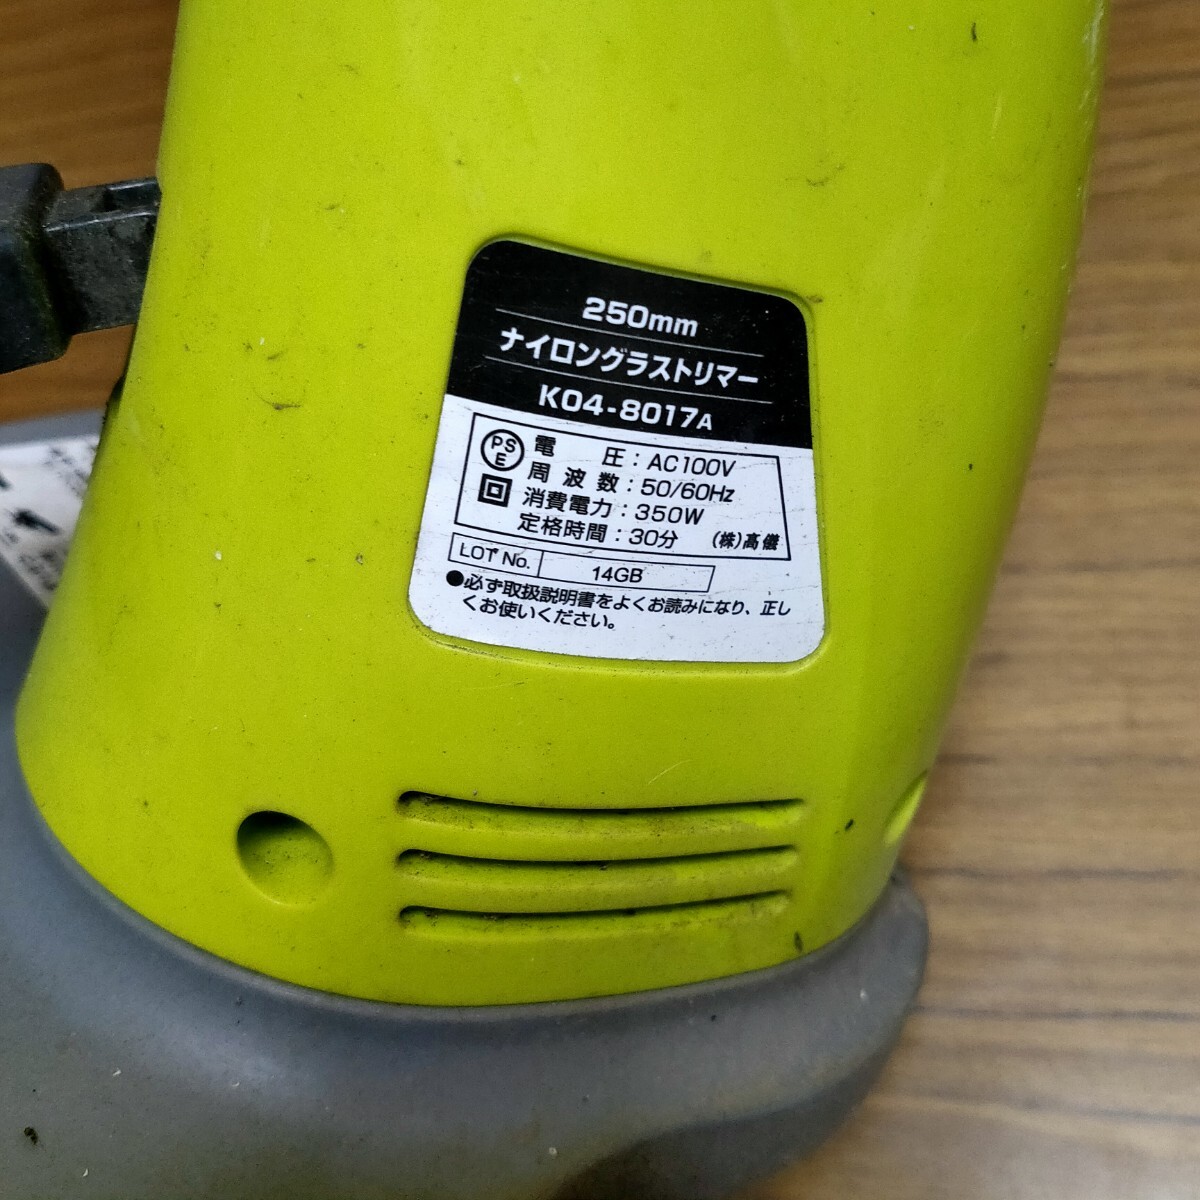 250mm
ナイロングラストリマー
K04-8017A
PS
E
電圧：AC100V
周波数：50/60Hz
消費電力：350W
定格時間：30分 (株)高儀
LOT No. 14GB
●必ず取扱説明書をよくお読みになり、正し
くお使いください。